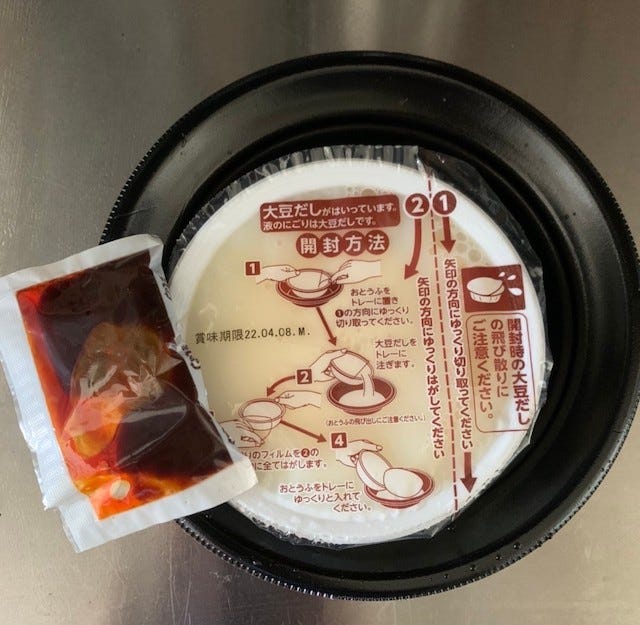 大豆だしがはいっています。
液のにごりは大豆だしです。
開封方法
1
おとうふを
トレーに置き
❶の方向にゆっくり
切り取ってください。
賞味期限22.04.08.M.
2
大豆だしを
トレーに
注ぎます。
(おとうふの飛び出しにご注意ください。)
りのフィルムを❷の
に全てはがします。
4
おとうふをトレーに
ゆっくりと入れて
ください。
❷
矢印の方向にゆっくりはがしてください
❶
矢印の方向にゆっくり切り取ってください
開封時の大豆だし
の飛び散りに
ご注意ください。